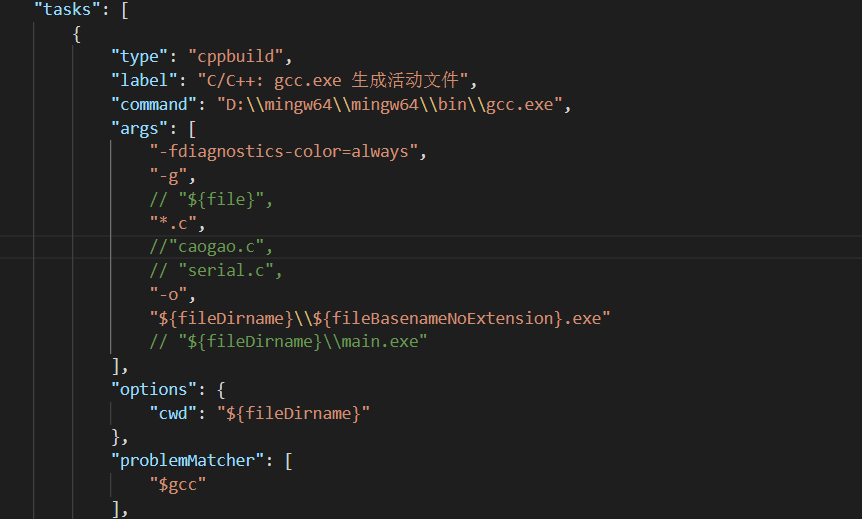 "tasks": [
{
"type": "cppbuild",
"label": "C/C++: gcc.exe 生成活动文件",
"command": "D:\\mingw64\\mingw64\\bin\\gcc.exe",
"args": [
"-fdiagnostics-color=always",
"-g",
// "${file}",
"*.c",
//"caogao.c",
// "serial.c",
"-o",
"${fileDirname}\\${fileBasenameNoExtension}.exe"
// "${fileDirname}\\main.exe"
],
"options": {
"cwd": "${fileDirname}"
},
"problemMatcher": [
"$gcc"
],